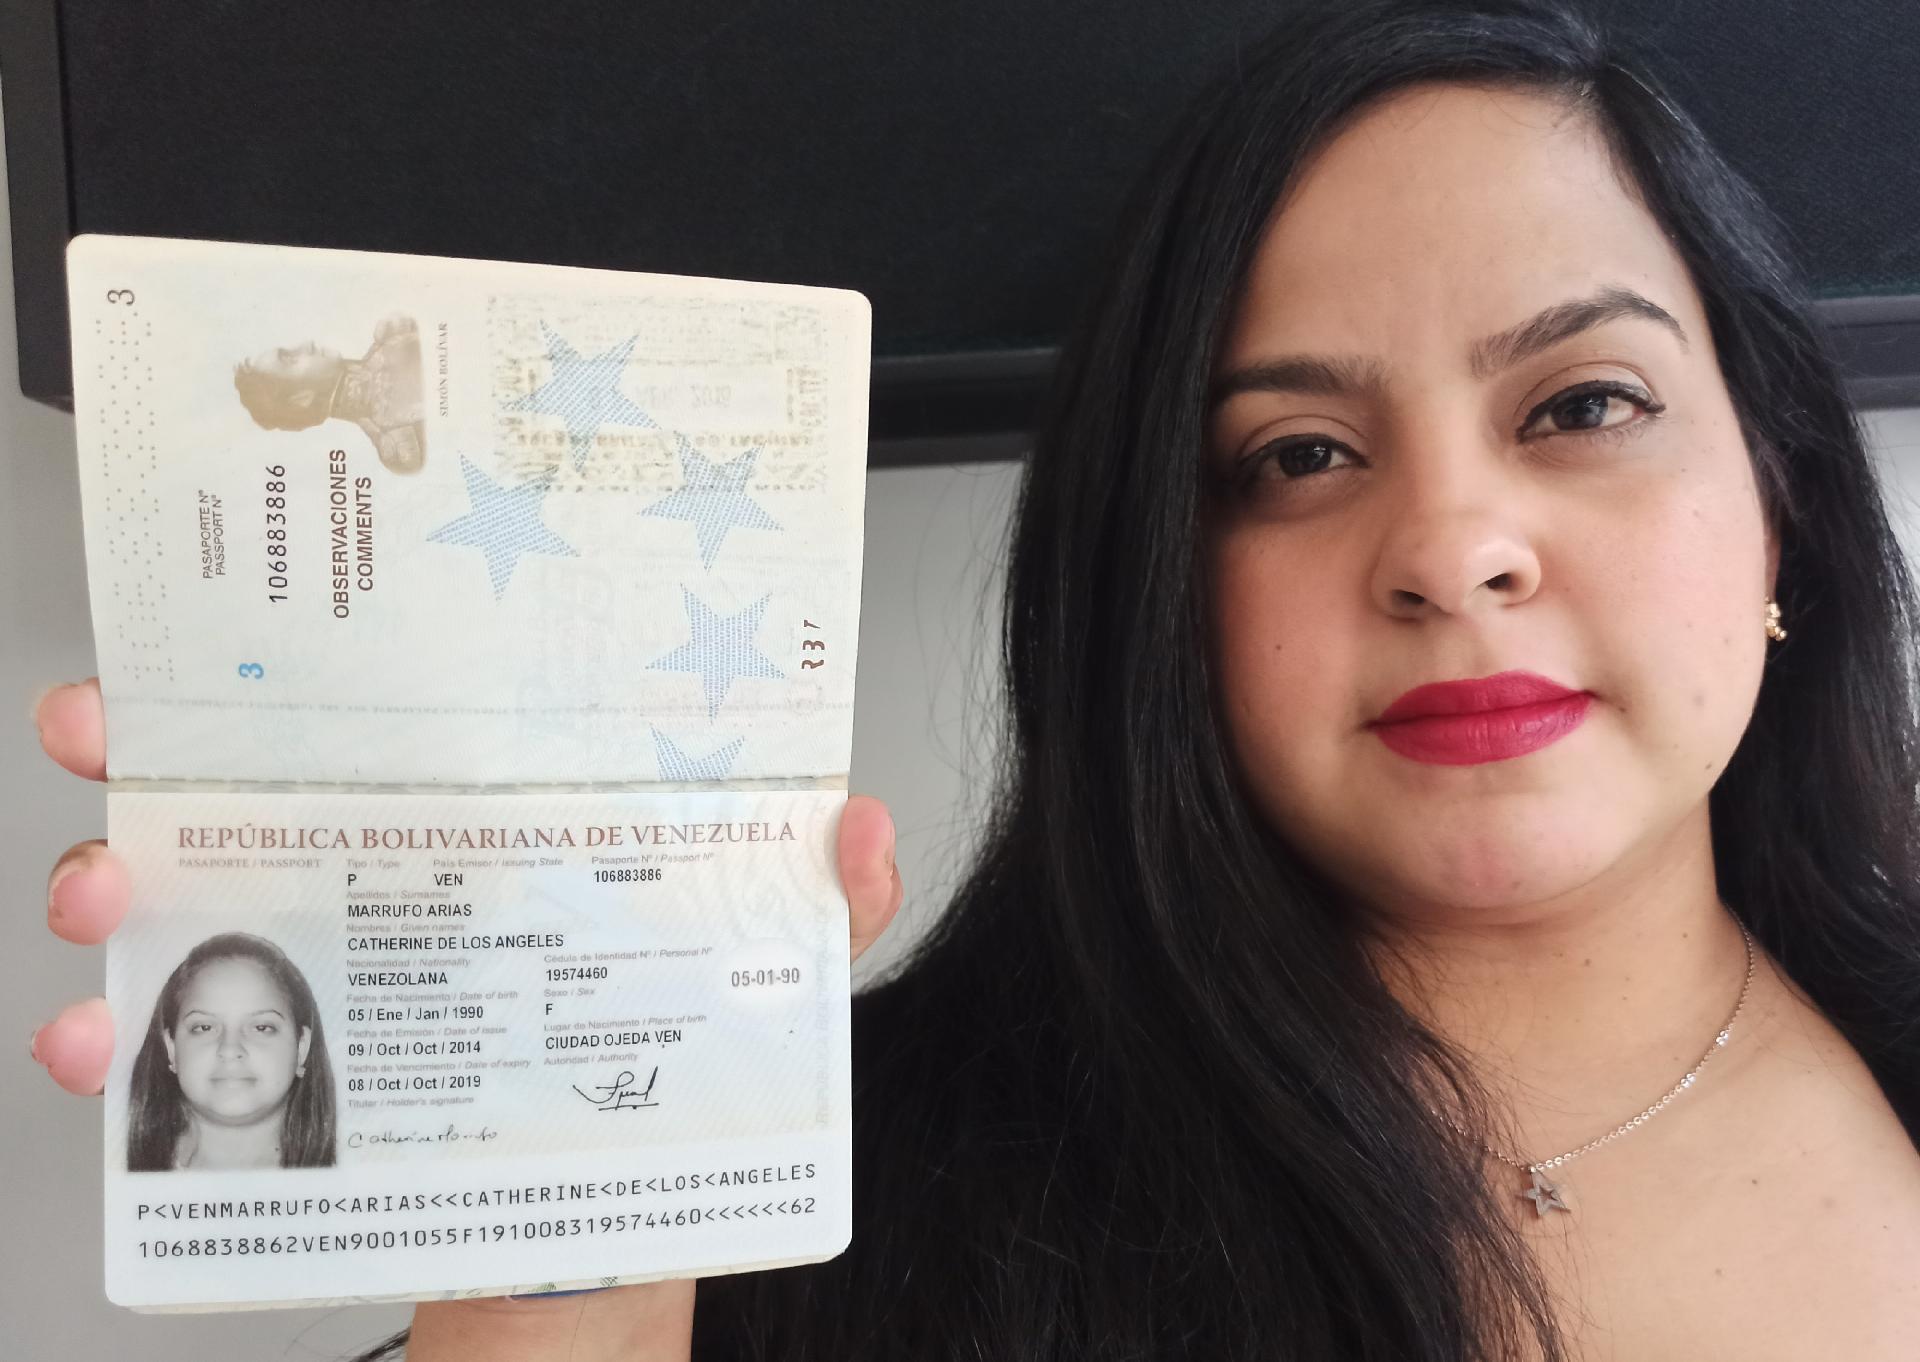 3
SIMÓN BOLÍVAR
PASAPORTE Nº
PASSPORT Nº
106883886
OBSERVACIONES
COMMENTS
3
REPÚBLICA BOLIVARIANA DE VENEZUELA
PASAPORTE / PASSPORT Tipo / Type País Emisor / Issuing State Pasaporte Nº / Passport Nº
P VEN 106883886
Apellidos / Surnames
MARRUFO ARIAS
Nombres / Given names
CATHERINE DE LOS ANGELES
Nacionalidad / Nationality Cédula de Identidad Nº / Personal Nº
VENEZOLANA 19574460 05-01-90
Fecha de Nacimiento / Date of birth Sexo / Sex
05 / Ene / Jan / 1990 F
Fecha de Emisión / Date of issue Lugar de Nacimiento / Place of birth
09 / Oct / Oct / 2014 CIUDAD OJEDA VEN
Fecha de Vencimiento / Date of expiry Autoridad / Authority
08 / Oct / Oct / 2019
Titular / Holder's signature
P<VENMARRUFO<ARIAS<<CATHERINE<DE<LOS<ANGELES
1068838862VEN9001055F191008319574460<<<<<<62